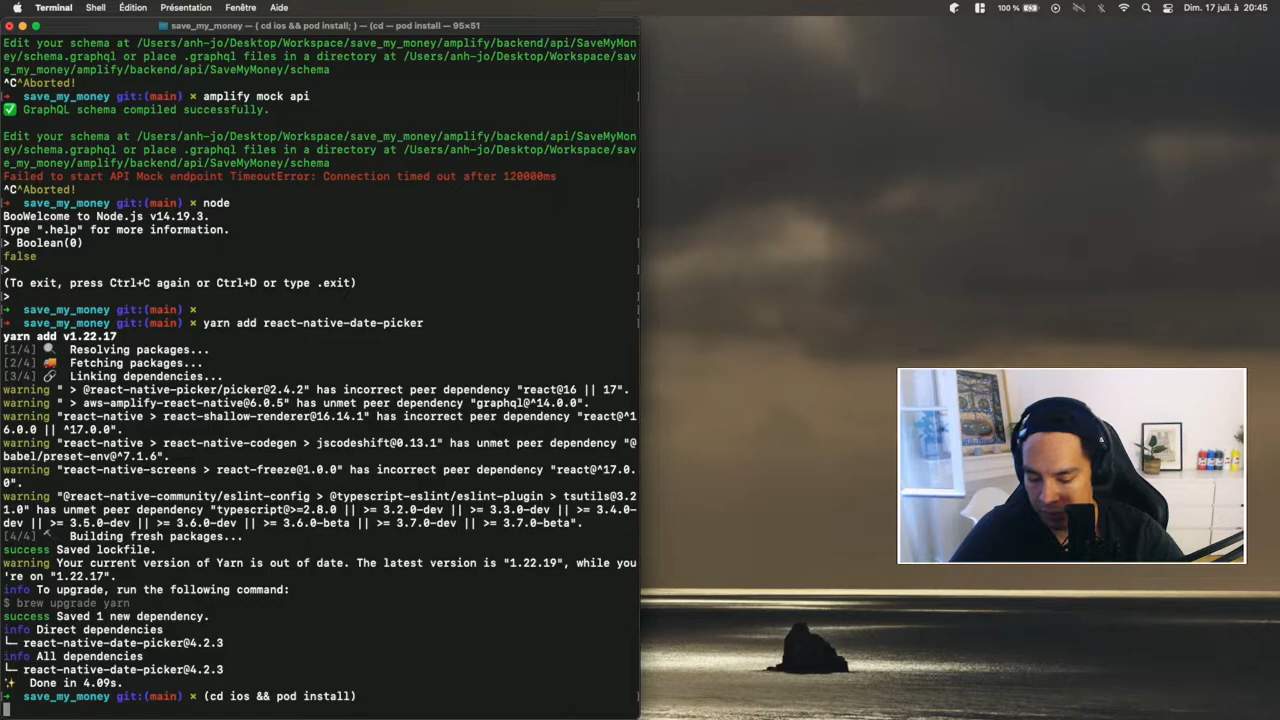 Terminal Shell Édition Présentation Fenêtre Aide 100 % Dim. 17 juil. à 20:45
save_my_money — ( cd ios && pod install; ) — (cd — pod install — 95×51
Edit your schema at /Users/anh-jo/Desktop/Workspace/save_my_money/amplify/backend/api/SaveMyMon
ey/schema.graphql or place .graphql files in a directory at /Users/anh-jo/Desktop/Workspace/sav
e_my_money/amplify/backend/api/SaveMyMoney/schema
^C^Aborted!
→ save_my_money git:(main) × amplify mock api
✅ GraphQL schema compiled successfully.
Edit your schema at /Users/anh-jo/Desktop/Workspace/save_my_money/amplify/backend/api/SaveMyMon
ey/schema.graphql or place .graphql files in a directory at /Users/anh-jo/Desktop/Workspace/sav
e_my_money/amplify/backend/api/SaveMyMoney/schema
Failed to start API Mock endpoint TimeoutError: Connection timed out after 120000ms
^C^Aborted!
→ save_my_money git:(main) × node
BooWelcome to Node.js v14.19.3.
Type ".help" for more information.
> Boolean(0)
false
>
(To exit, press Ctrl+C again or Ctrl+D or type .exit)
>
→ save_my_money git:(main) ×
→ save_my_money git:(main) × yarn add react-native-date-picker
yarn add v1.22.17
[1/4] 🔍 Resolving packages...
[2/4] 🚚 Fetching packages...
[3/4] 🔗 Linking dependencies...
warning " > @react-native-picker/picker@2.4.2" has incorrect peer dependency "react@16 || 17".
warning " > aws-amplify-react-native@6.0.5" has unmet peer dependency "graphql@^14.0.0".
warning "react-native > react-shallow-renderer@16.14.1" has incorrect peer dependency "react@^1
6.0.0 || ^17.0.0".
warning "react-native > react-native-codegen > jscodeshift@0.13.1" has unmet peer dependency "@
babel/preset-env@^7.1.6".
warning "react-native-screens > react-freeze@1.0.0" has incorrect peer dependency "react@^17.0.
0".
warning "@react-native-community/eslint-config > @typescript-eslint/eslint-plugin > tsutils@3.2
1.0" has unmet peer dependency "typescript@>=2.8.0 || >= 3.2.0-dev || >= 3.3.0-dev || >= 3.4.0-
dev || >= 3.5.0-dev || >= 3.6.0-dev || >= 3.6.0-beta || >= 3.7.0-dev || >= 3.7.0-beta".
[4/4] 🔨 Building fresh packages...
success Saved lockfile.
warning Your current version of Yarn is out of date. The latest version is "1.22.19", while you
're on "1.22.17".
info To upgrade, run the following command:
$ brew upgrade yarn
success Saved 1 new dependency.
info Direct dependencies
└─ react-native-date-picker@4.2.3
info All dependencies
└─ react-native-date-picker@4.2.3
✨ Done in 4.09s.
→ save_my_money git:(main) × (cd ios && pod install)